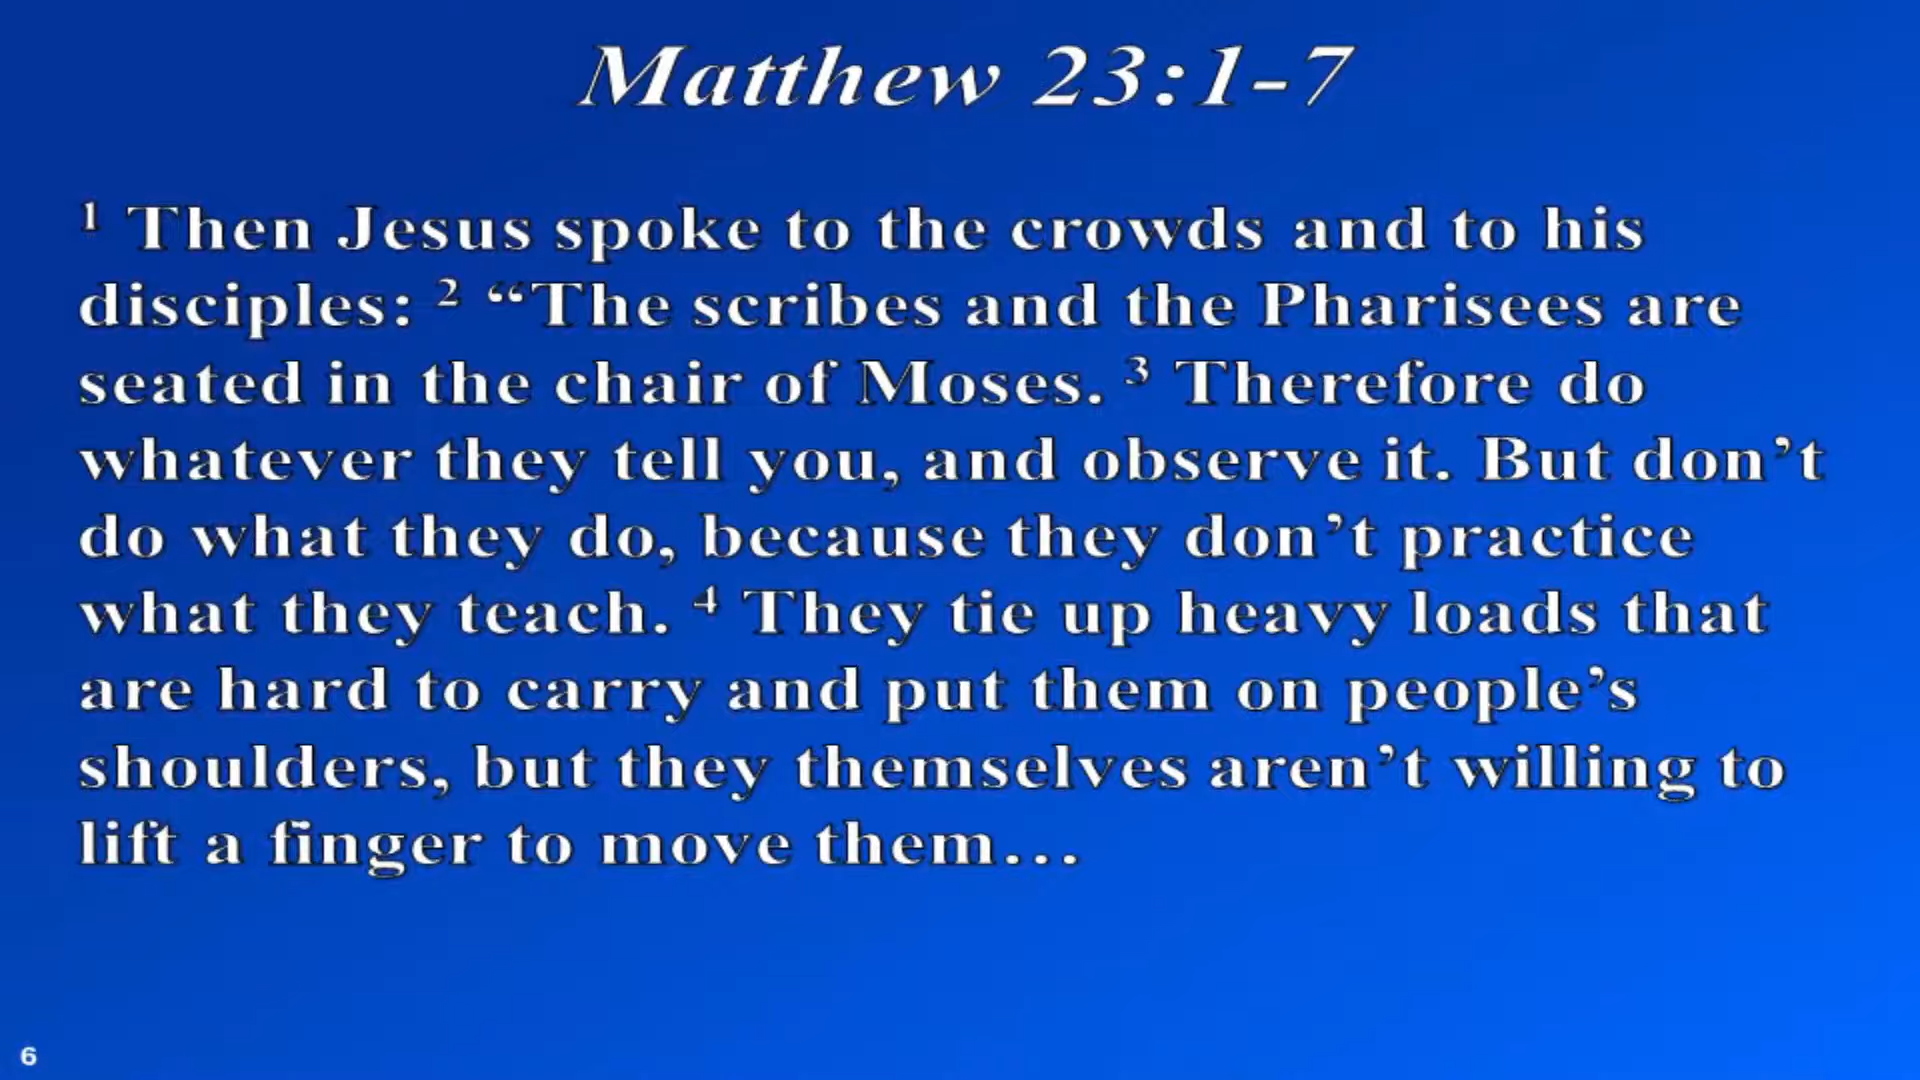 Matthew 23:1-7
1 Then Jesus spoke to the crowds and to his
disciples: 2 “The scribes and the Pharisees are
seated in the chair of Moses. 3 Therefore do
whatever they tell you, and observe it. But don’t
do what they do, because they don’t practice
what they teach. 4 They tie up heavy loads that
are hard to carry and put them on people’s
shoulders, but they themselves aren’t willing to
lift a finger to move them…
6